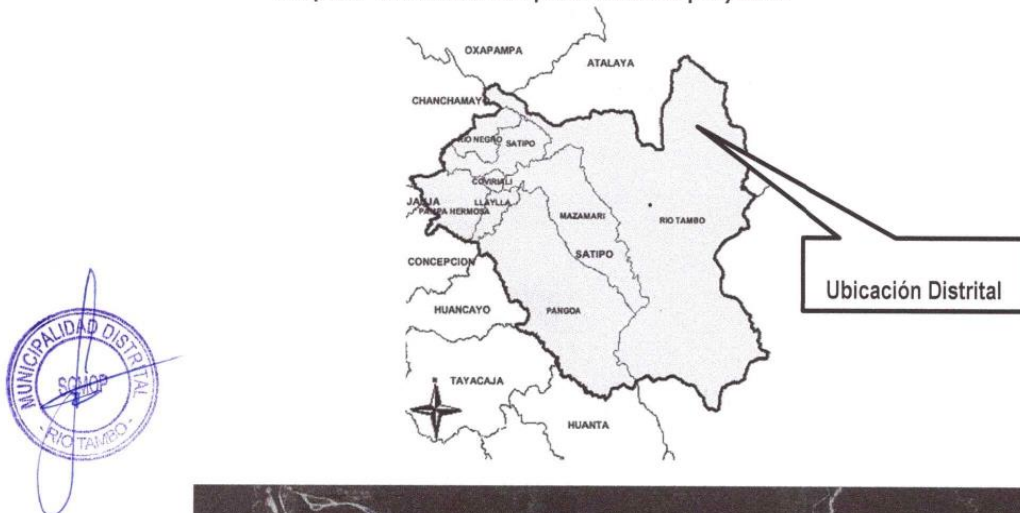 OXAPAMPA
ATALAYA
CHANCHAMAY
RIO NEGRO
SATIPO
COVIRIALI
JAUJA
LLAYLLA
PAMPA HERMOSA
MAZAMARI
RIO TAMBO
SATIPO
CONCEPCION
Ubicación Distrital
HUANCAYO
PANGOA
TAYACAJA
HUANTA
MUNICIPALIDAD DISTRITAL
RIO TAMBO